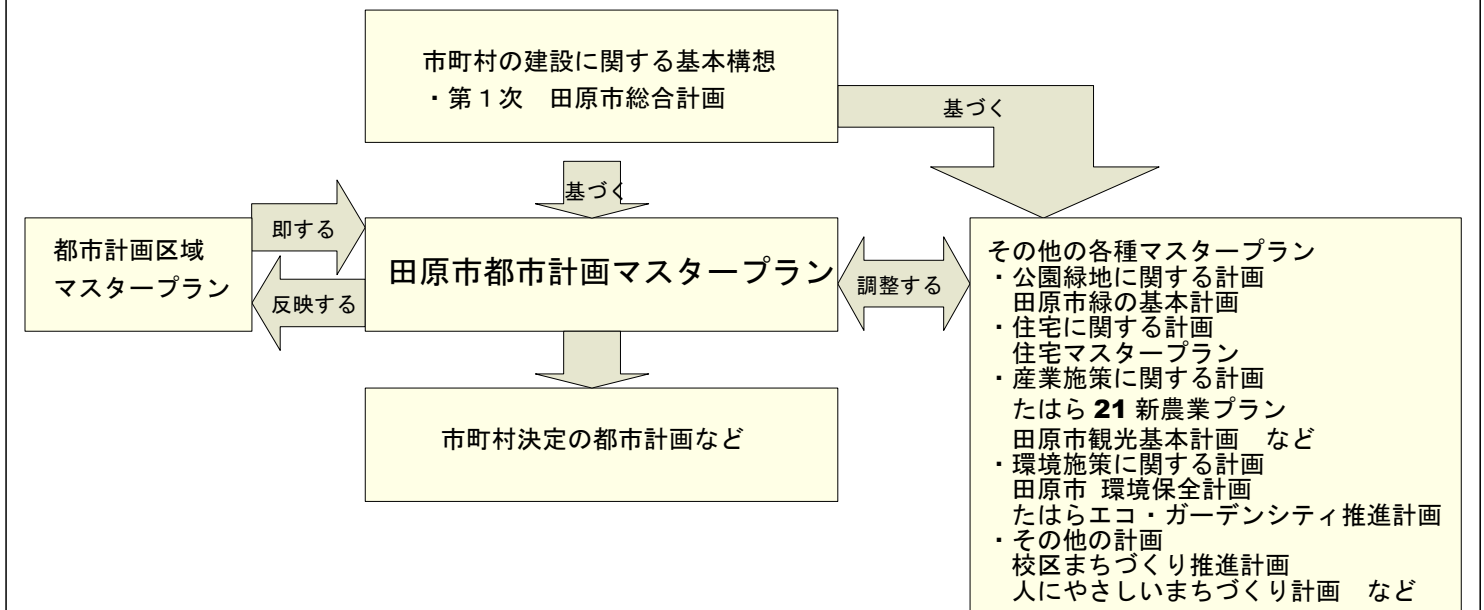 市町村の建設に関する基本構想
・第１次　田原市総合計画
基づく
基づく
都市計画区域
マスタープラン
即する
反映する
田原市都市計画マスタープラン
調整する
市町村決定の都市計画など
その他の各種マスタープラン
・公園緑地に関する計画
田原市緑の基本計画
・住宅に関する計画
住宅マスタープラン
・産業施策に関する計画
たはら 21 新農業プラン
田原市観光基本計画　など
・環境施策に関する計画
田原市 環境保全計画
たはらエコ・ガーデンシティ推進計画
・その他の計画
校区まちづくり推進計画
人にやさしいまちづくり計画　など